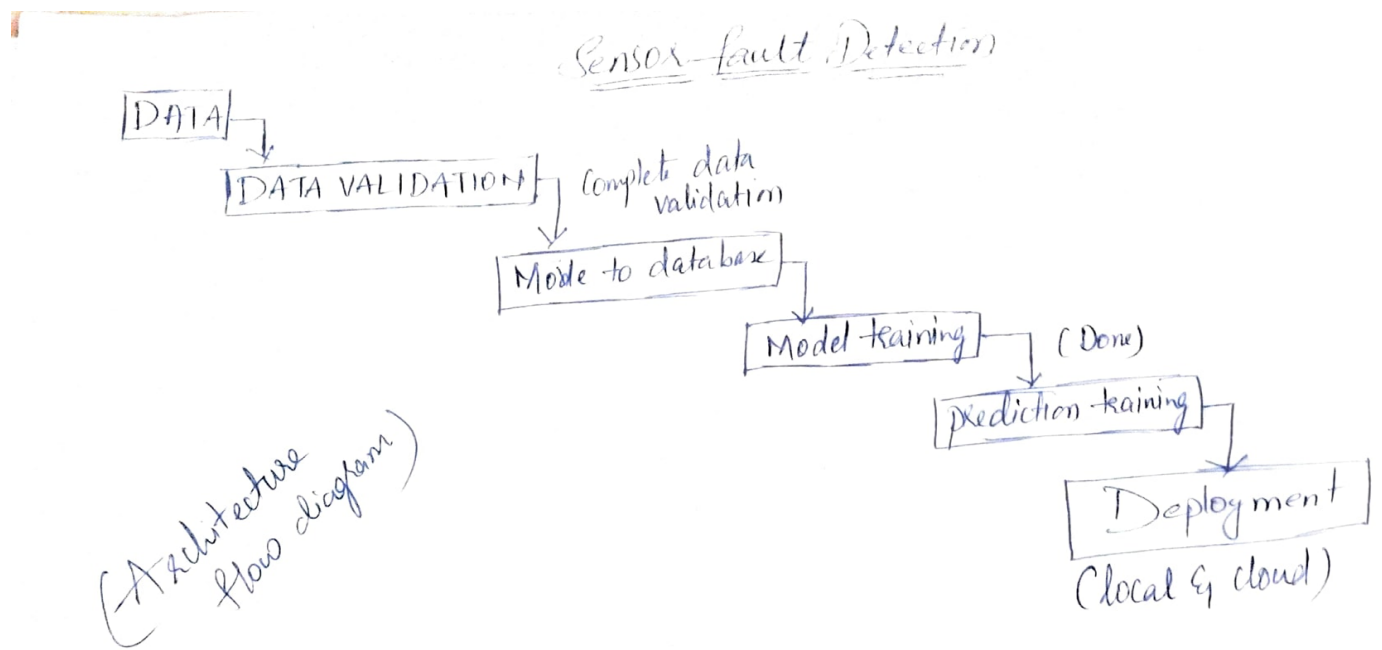 Sensor fault Detection
DATA
DATA VALIDATION
Complete data
validation
Move to database
Model training
(Done)
prediction training
Deployment
(local & cloud)
(Architecture
flow diagram)